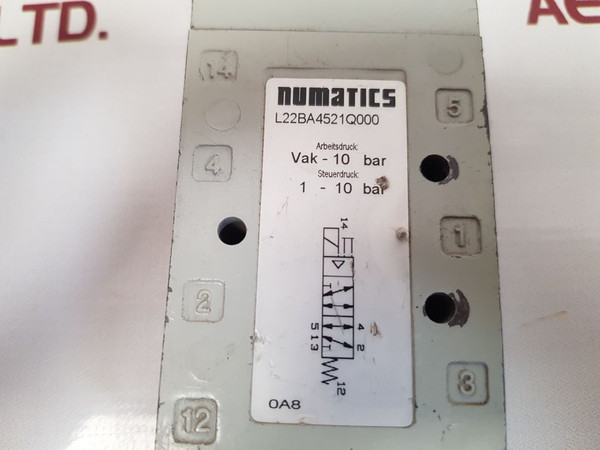 LTD.
AE
14
5
4
1
2
3
12
numatics
L22BA4521Q000
Arbeitsdruck:
Vak - 10 bar
Steuerdruck:
1 - 10 bar
14
4
2
5 1 3
12
0A8